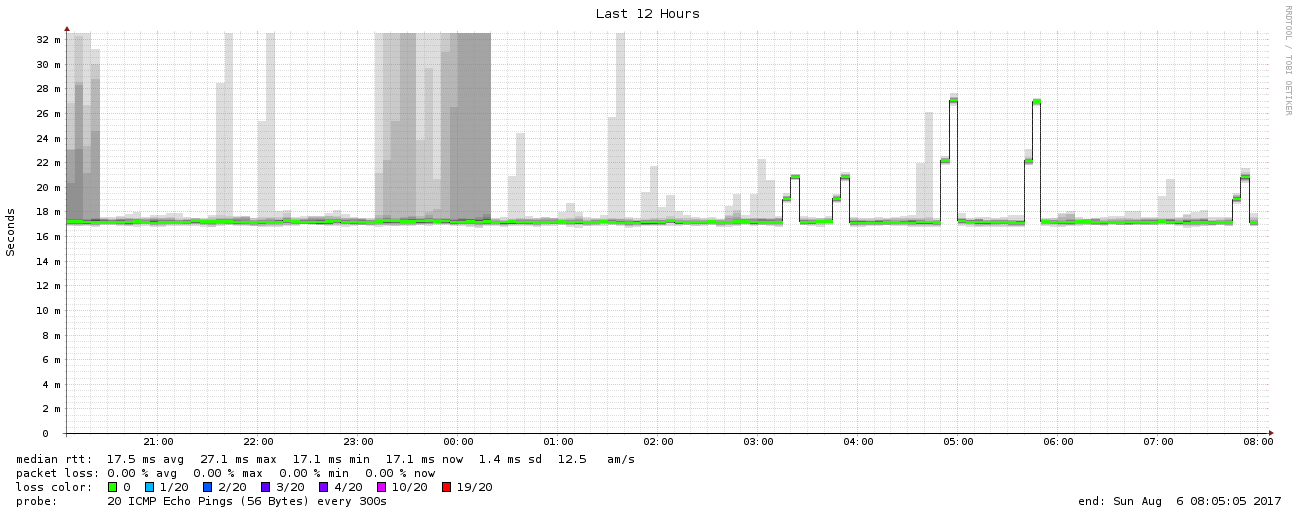 Last 12 Hours
RRDTOOL / TOBI OETIKER
32 m
30 m
28 m
26 m
24 m
22 m
20 m
18 m
16 m
14 m
12 m
10 m
8 m
6 m
4 m
2 m
0
Seconds
21:00 22:00 23:00 00:00 01:00 02:00 03:00 04:00 05:00 06:00 07:00 08:00
median rtt: 17.5 ms avg 27.1 ms max 17.1 ms min 17.1 ms now 1.4 ms sd 12.5 am/s
packet loss: 0.00 % avg 0.00 % max 0.00 % min 0.00 % now
loss color: 0 1/20 2/20 3/20 4/20 10/20 19/20
probe: 20 ICMP Echo Pings (56 Bytes) every 300s end: Sun Aug 6 08:05:05 2017